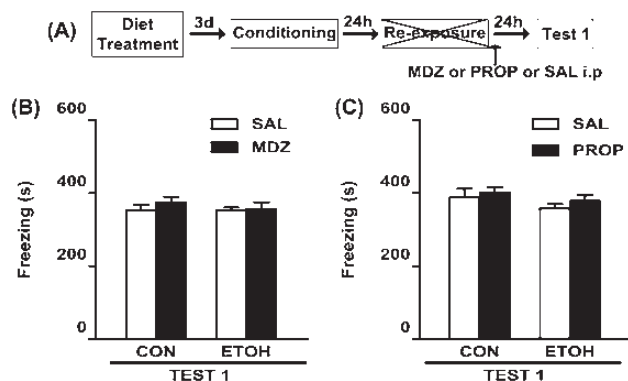 (A) Diet Treatment 3d Conditioning 24h Re-exposure 24h Test 1
MDZ or PROP or SAL i.p
(B)
600
400
200
0
Freezing (s)
SAL
MDZ
CON ETOH
TEST 1
(C)
600
400
200
0
Freezing (s)
SAL
PROP
CON ETOH
TEST 1